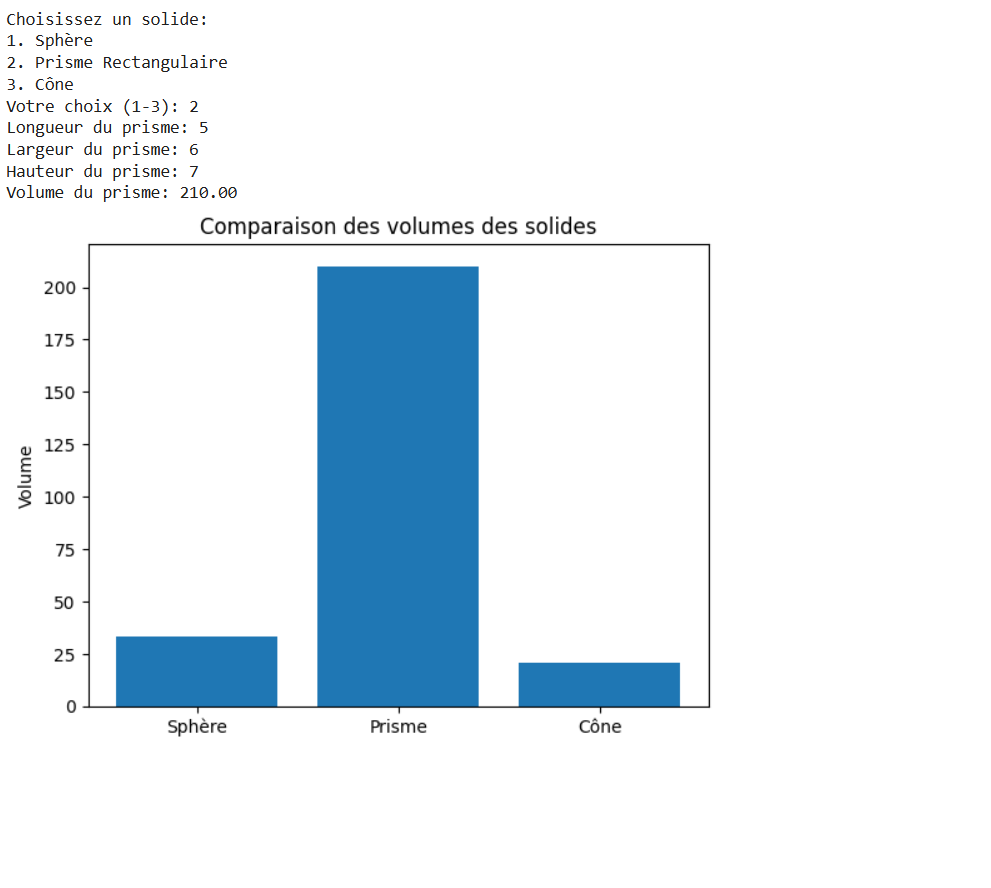 Choisissez un solide:
1. Sphère
2. Prisme Rectangulaire
3. Cône
Votre choix (1-3): 2
Longueur du prisme: 5
Largeur du prisme: 6
Hauteur du prisme: 7
Volume du prisme: 210.00
Comparaison des volumes des solides
200
175
150
125
100
75
50
25
0
Volume
Sphère Prisme Cône